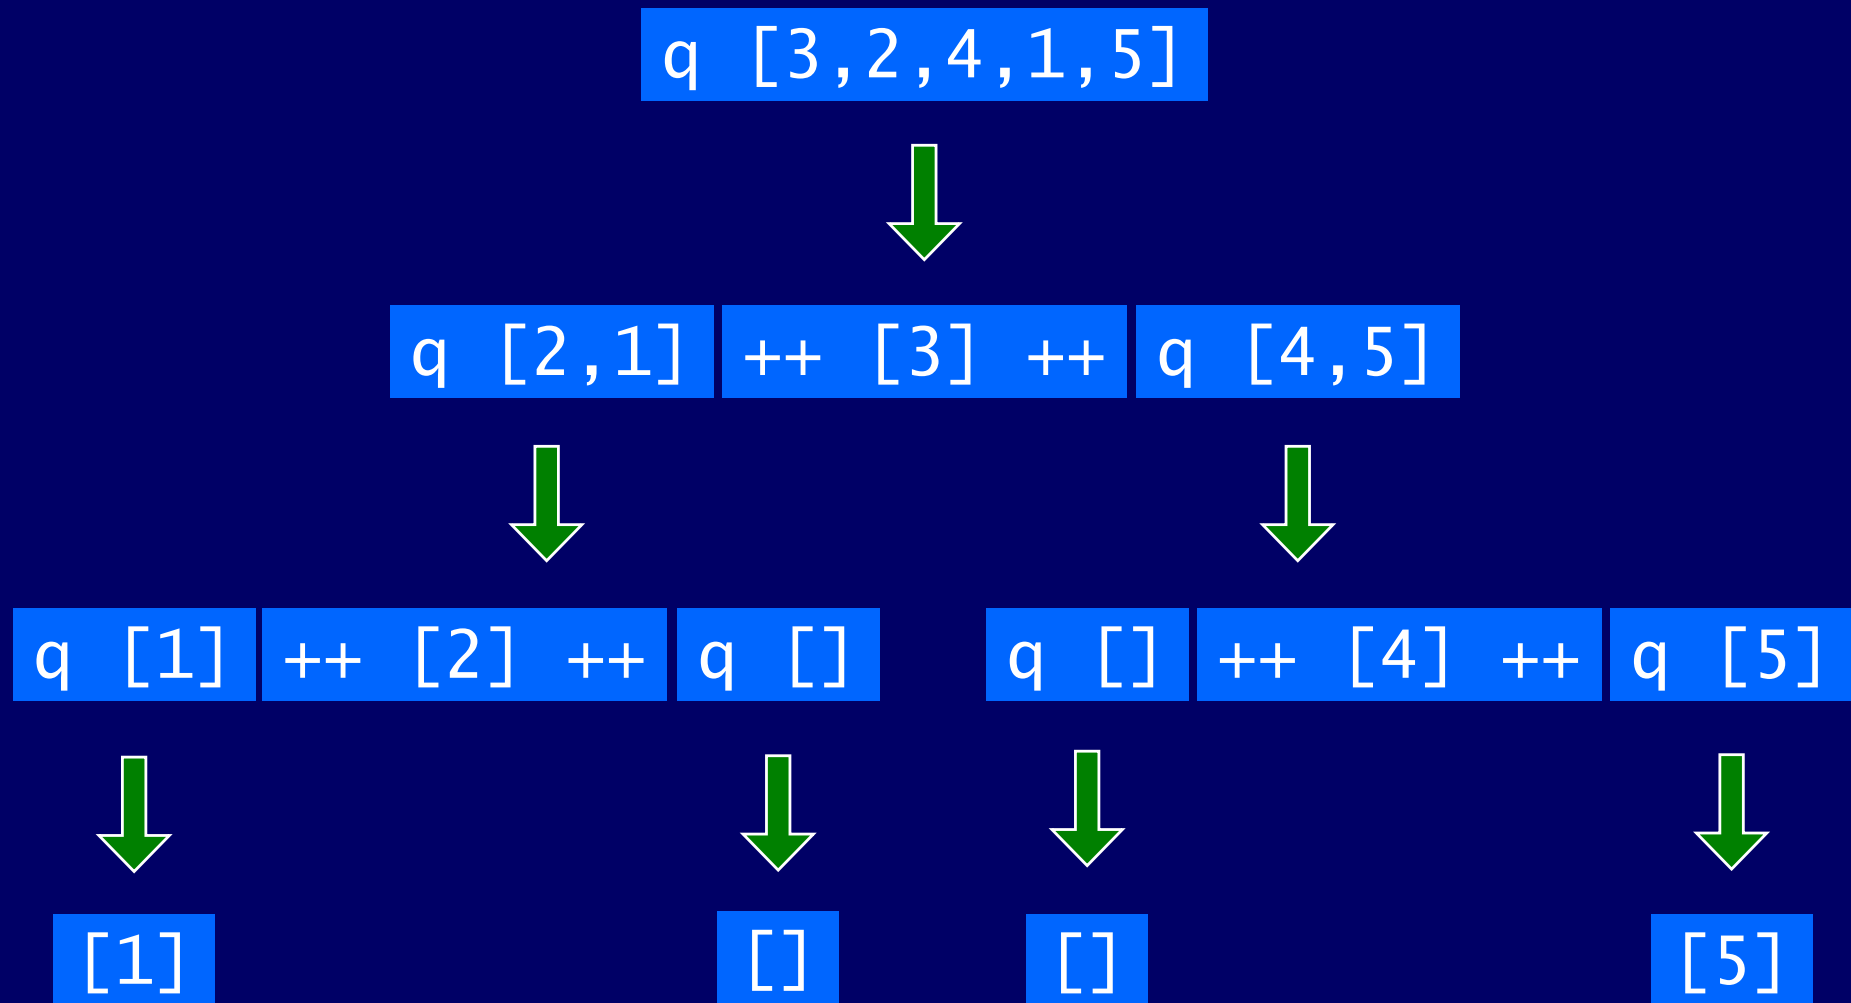 q [3,2,4,1,5]
q [2,1] ++ [3] ++ q [4,5]
q [1] ++ [2] ++ q [] q [] ++ [4] ++ q [5]
[1] [] [] [5]